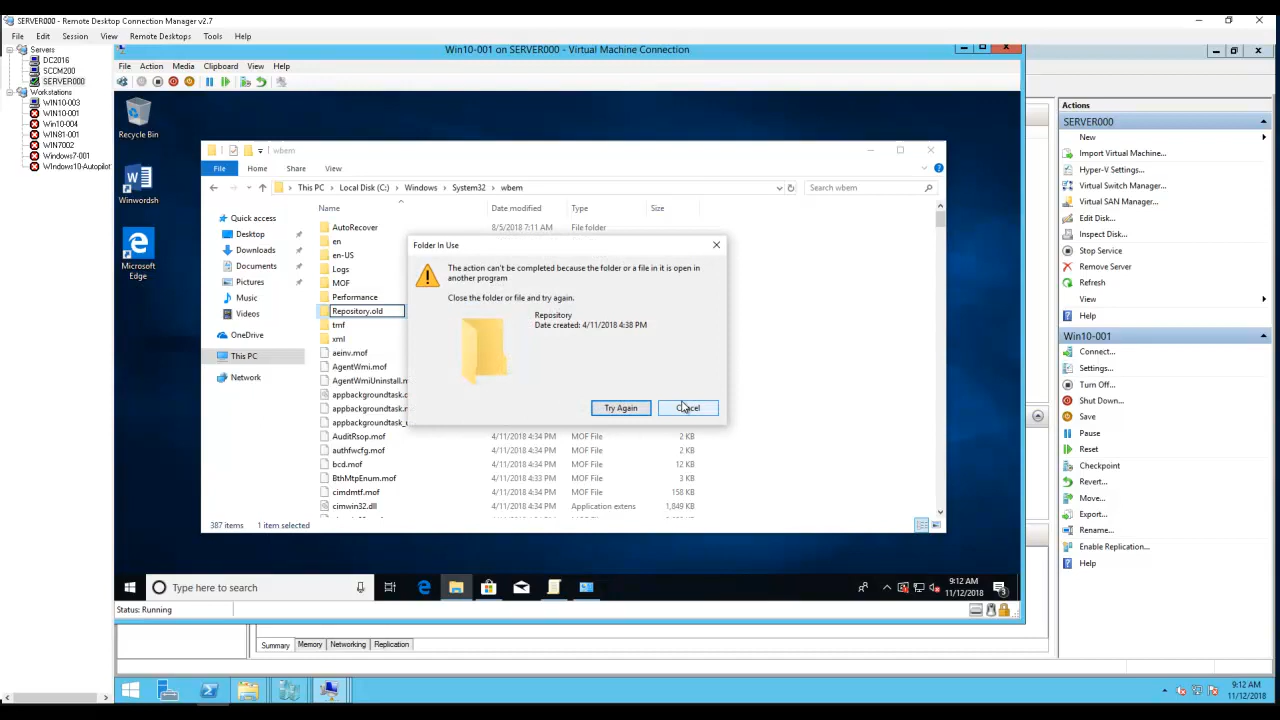 SERVER000 - Remote Desktop Connection Manager v2.7
File Edit Session View Remote Desktops Tools Help
Servers
DC2016
SCCM200
SERVER000
Workstations
WIN10-003
WIN10-001
Win10-004
WIN81-001
WIN7002
Windows7-001
Windows10-Autopilot
Win10-001 on SERVER000 - Virtual Machine Connection
File Action Media Clipboard View Help
Recycle Bin
Winwordsh
Microsoft
Edge
wbem
File Home Share View
This PC Local Disk (C:) Windows System32 wbem
Search wbem
Quick access
Desktop
Downloads
Documents
Pictures
Music
Videos
OneDrive
This PC
Network
Name Date modified Type Size
AutoRecover 8/5/2018 7:11 AM File folder
en
en-US
Logs
MOF
Performance
Repository.old
tmf
xml
aeinv.mof
AgentWmi.mof
AgentWmiUninstall.m
appbackgroundtask.c
appbackgroundtask.r
appbackgroundtask_u
AuditRsop.mof 4/11/2018 4:34 PM MOF File 2 KB
authfwcfg.mof 4/11/2018 4:34 PM MOF File 2 KB
bcd.mof 4/11/2018 4:34 PM MOF File 12 KB
BthMtpEnum.mof 4/11/2018 4:33 PM MOF File 3 KB
cimdmtf.mof 4/11/2018 4:34 PM MOF File 158 KB
cimwin32.dll 4/11/2018 4:34 PM Application extens 1,849 KB
387 items 1 item selected
Folder In Use
The action can't be completed because the folder or a file in it is open in
another program
Close the folder or file and try again.
Repository
Date created: 4/11/2018 4:38 PM
Try Again Cancel
Type here to search
9:12 AM
11/12/2018
3
Status: Running
Summary Memory Networking Replication
Actions
SERVER000
New
Import Virtual Machine...
Hyper-V Settings...
Virtual Switch Manager...
Virtual SAN Manager...
Edit Disk...
Inspect Disk...
Stop Service
Remove Server
Refresh
View
Help
Win10-001
Connect...
Settings...
Turn Off...
Shut Down...
Save
Pause
Reset
Checkpoint
Revert...
Move...
Export...
Rename...
Enable Replication...
Help
9:12 AM
11/12/2018